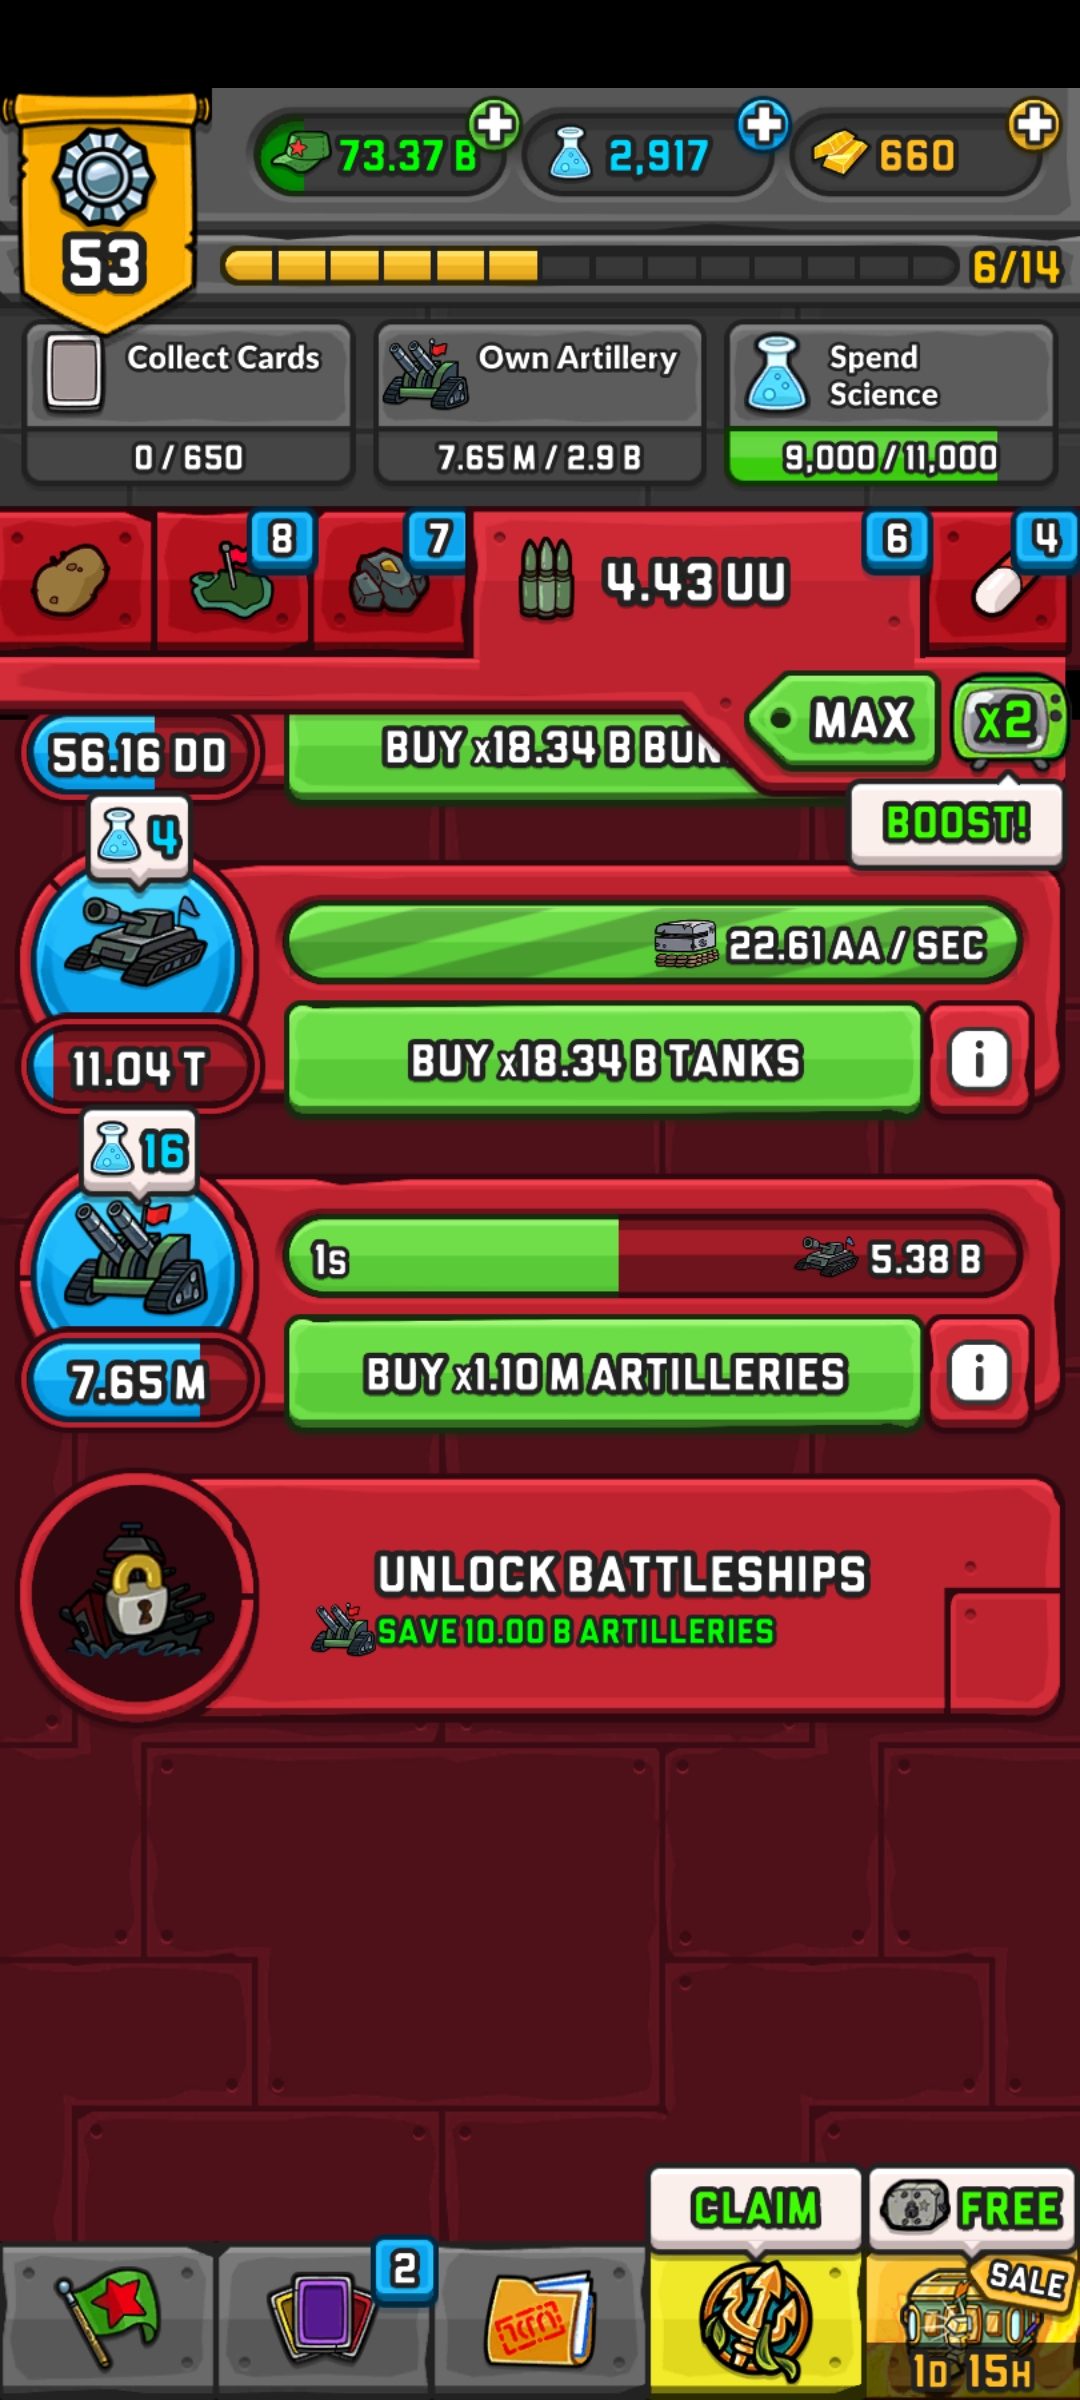 73.37 B
2,917
660
53
6/14
Collect Cards
0 / 650
Own Artillery
7.65 M / 2.9 B
Spend
Science
9,000 / 11,000
8
7
4.43 UU
6
4
MAX
x2
BOOST!
56.16 DD
BUY x18.34 B BUN
4
22.61 AA / SEC
11.04 T
BUY x18.34 B TANKS
i
16
1s
5.38 B
7.65 M
BUY x1.10 M ARTILLERIES
i
UNLOCK BATTLESHIPS
SAVE 10.00 B ARTILLERIES
CLAIM
FREE
2
SALE
1D 15H